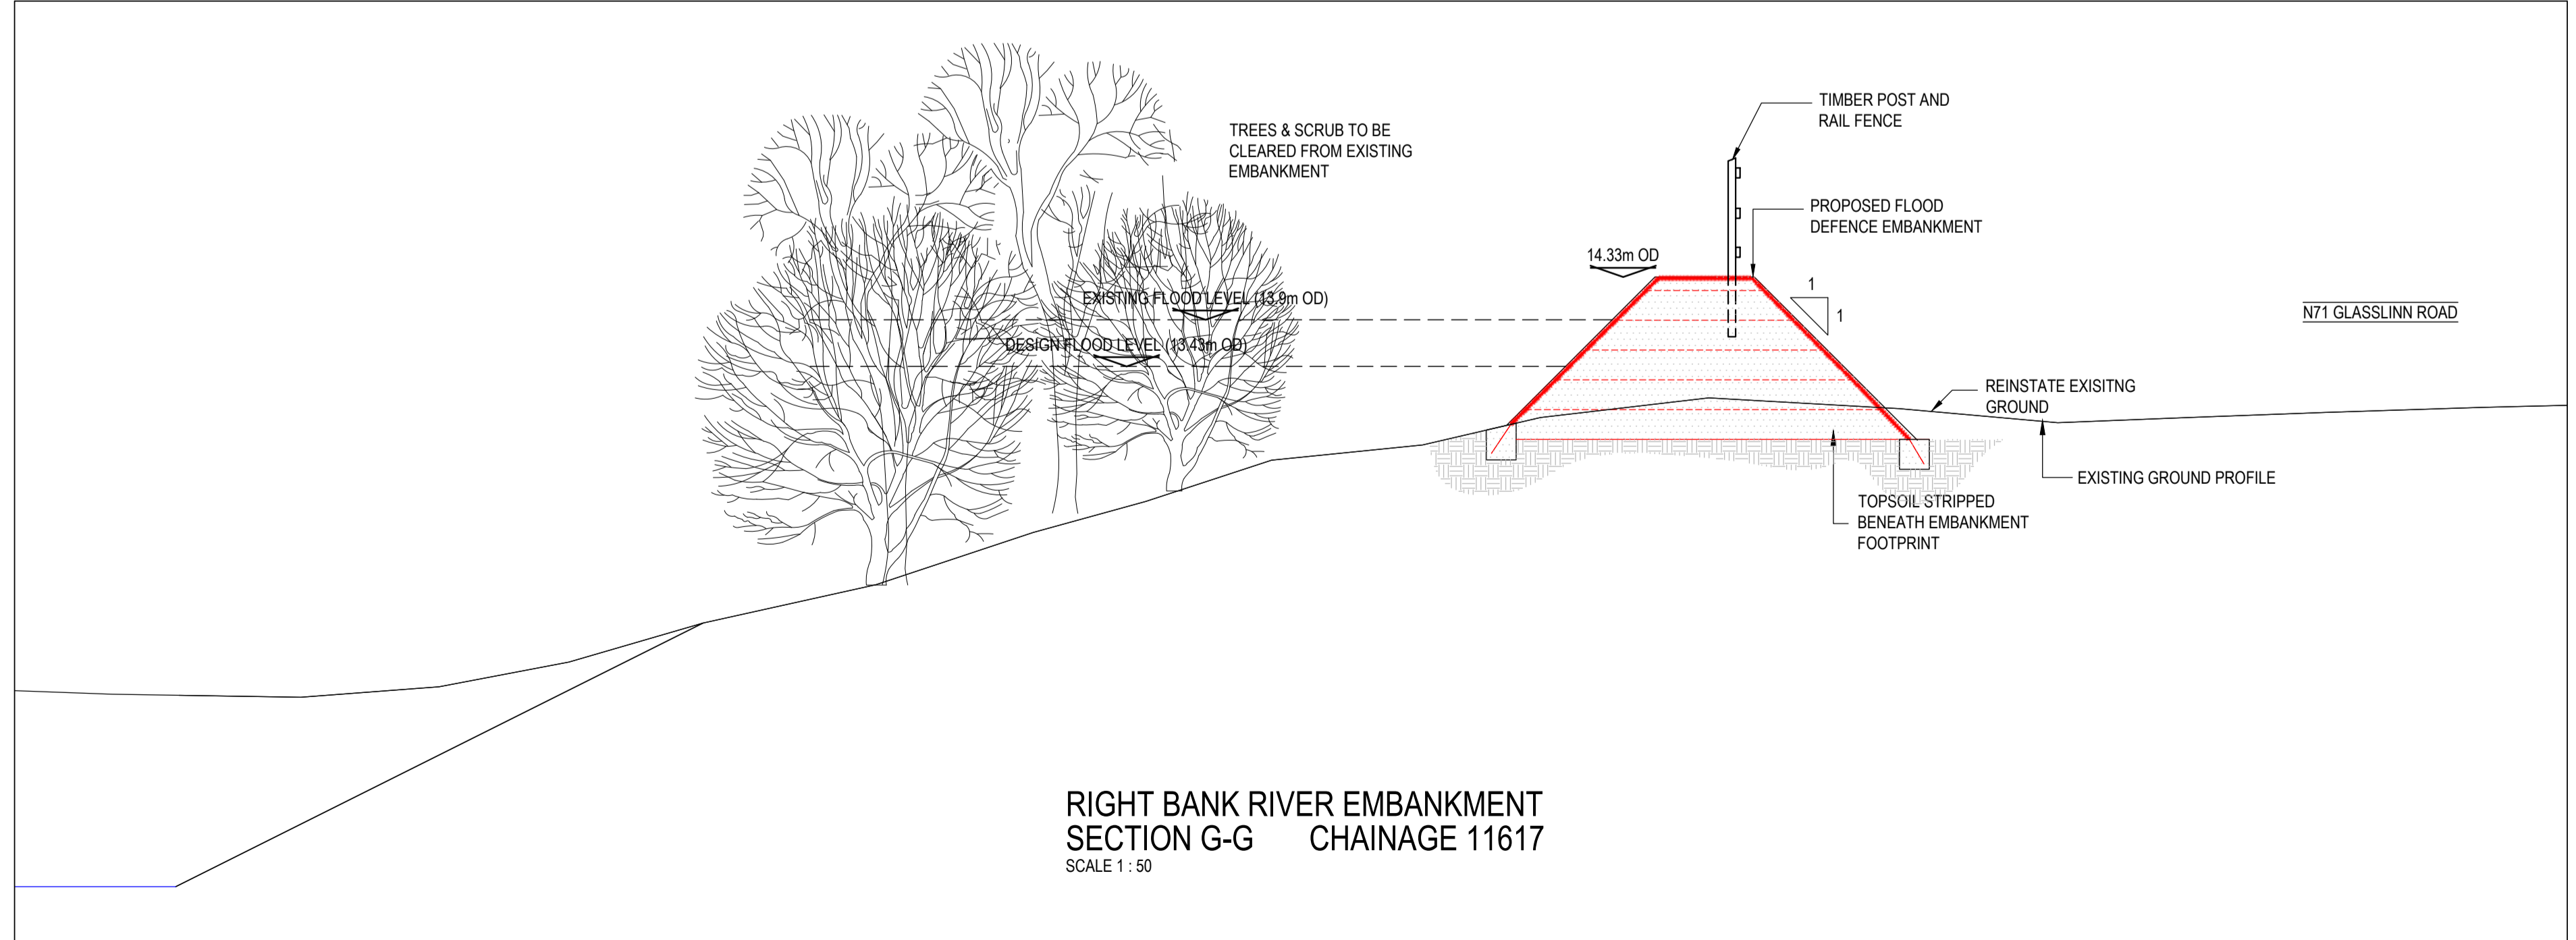 TIMBER POST AND
RAIL FENCE
TREES & SCRUB TO BE
CLEARED FROM EXISTING
EMBANKMENT
PROPOSED FLOOD
DEFENCE EMBANKMENT
14.33m OD
1
1
EXISTING FLOOD LEVEL (13.9m OD)
N71 GLASSLINN ROAD
DESIGN FLOOD LEVEL (13.43m OD)
REINSTATE EXISITNG
GROUND
EXISTING GROUND PROFILE
TOPSOIL STRIPPED
BENEATH EMBANKMENT
FOOTPRINT
RIGHT BANK RIVER EMBANKMENT
SECTION G-G CHAINAGE 11617
SCALE 1 : 50